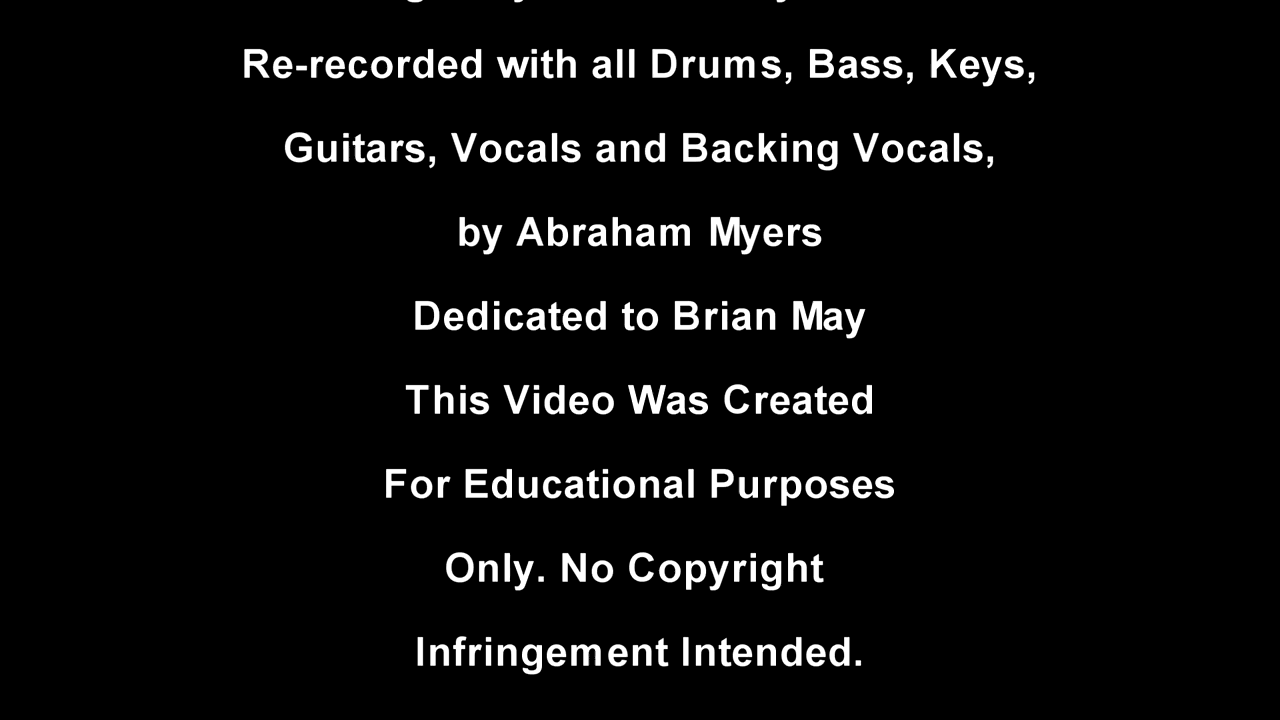 Re-recorded with all Drums, Bass, Keys,
Guitars, Vocals and Backing Vocals,
by Abraham Myers
Dedicated to Brian May
This Video Was Created
For Educational Purposes
Only. No Copyright
Infringement Intended.